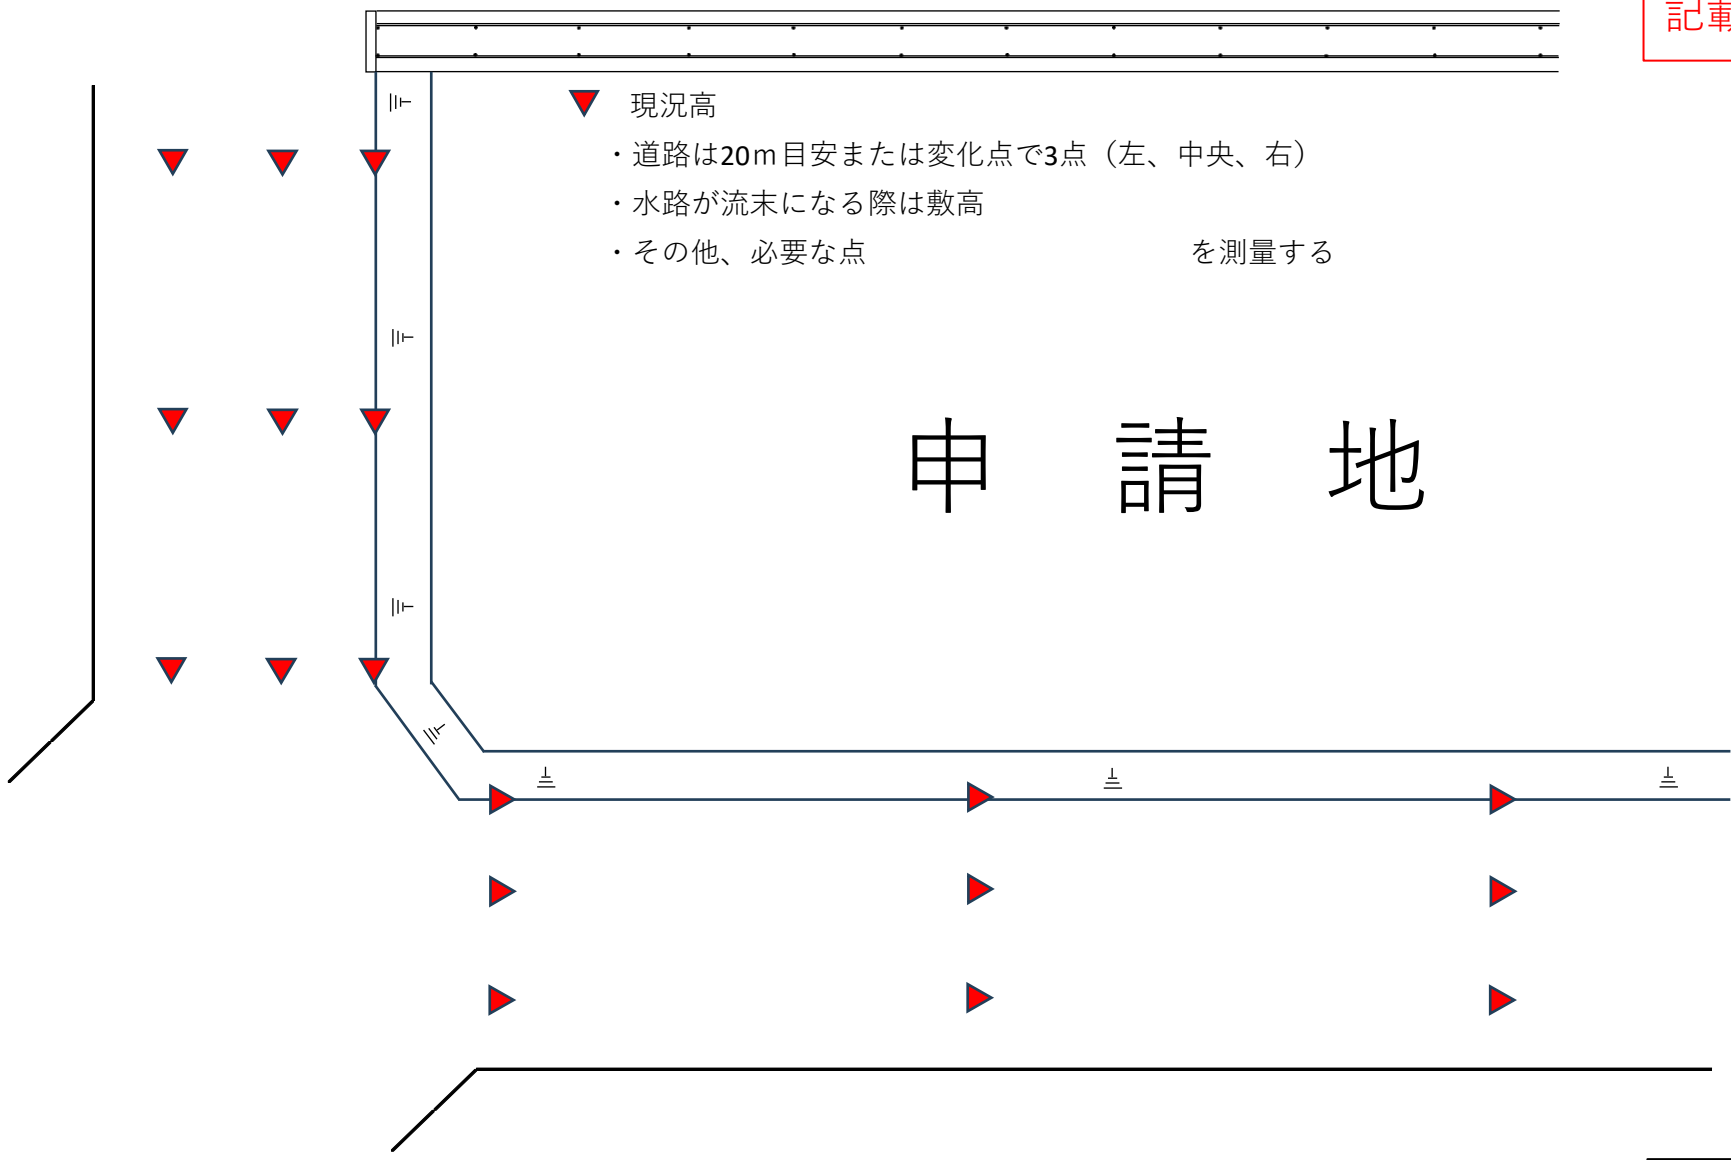 記載
現況高
・道路は20ｍ目安または変化点で3点（左、中央、右）
・水路が流末になる際は敷高
・その他、必要な点　　　　　　　　　　　を測量する
申　請　地